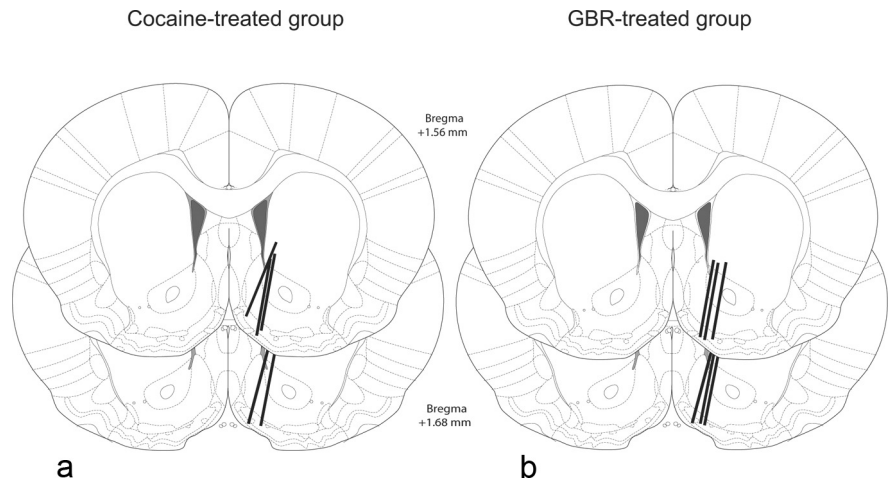 Cocaine-treated group
GBR-treated group
Bregma
+1.56 mm
Bregma
+1.68 mm
a
b